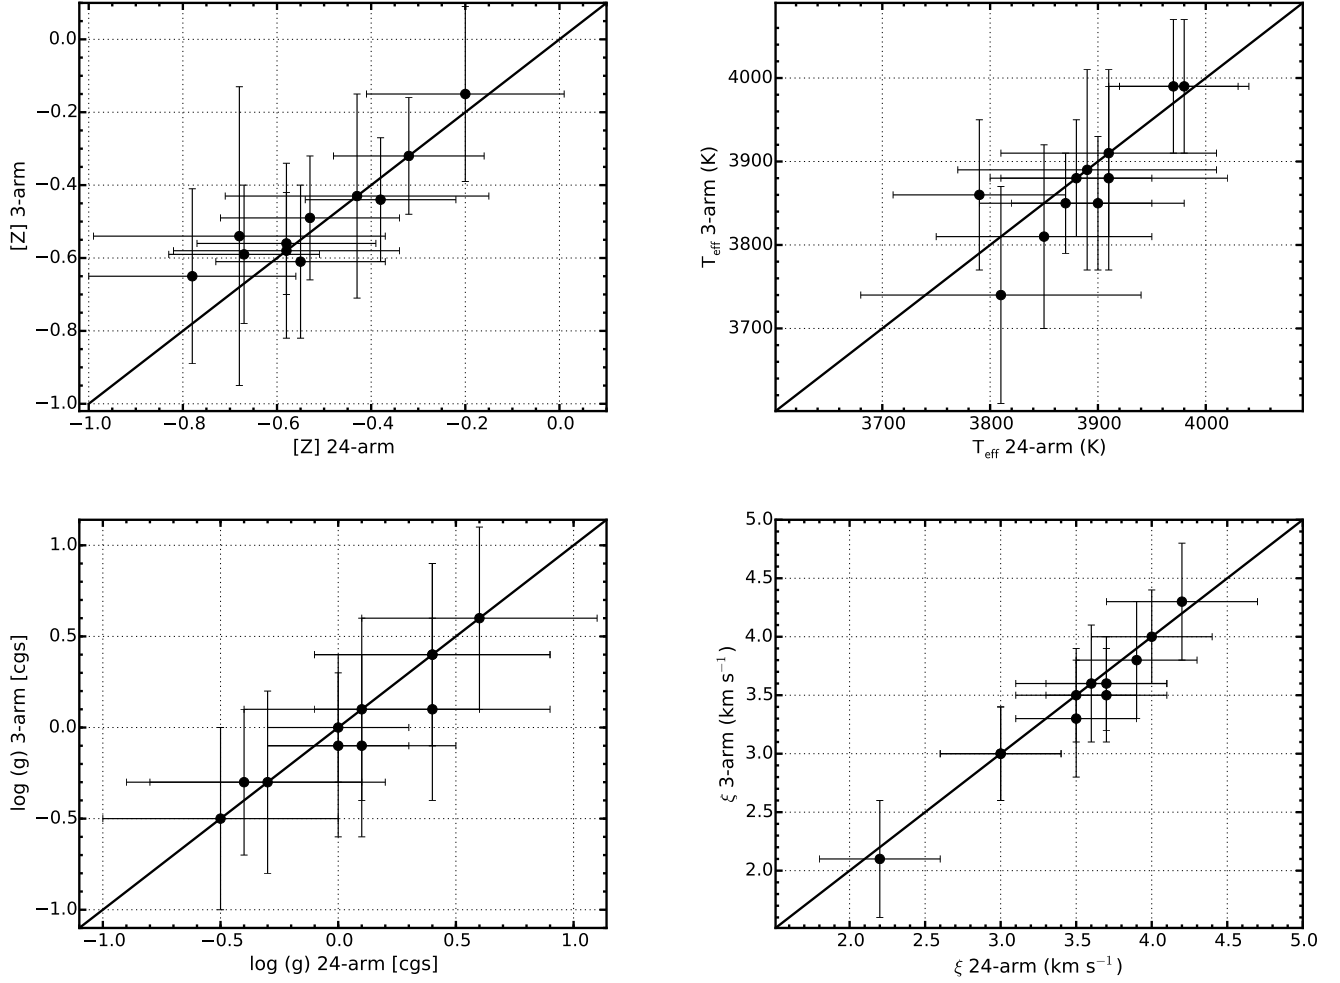 0.0
−0.2
−0.4
−0.6
−0.8
−1.0
[Z] 3-arm
−1.0 −0.8 −0.6 −0.4 −0.2 0.0
[Z] 24-arm
4000
3900
3800
3700
T_eff 3-arm (K)
3700 3800 3900 4000
T_eff 24-arm (K)
1.0
0.5
0.0
−0.5
−1.0
log (g) 3-arm [cgs]
−1.0 −0.5 0.0 0.5 1.0
log (g) 24-arm [cgs]
5.0
4.5
4.0
3.5
3.0
2.5
2.0
ξ 3-arm (km s⁻¹)
2.0 2.5 3.0 3.5 4.0 4.5 5.0
ξ 24-arm (km s⁻¹)